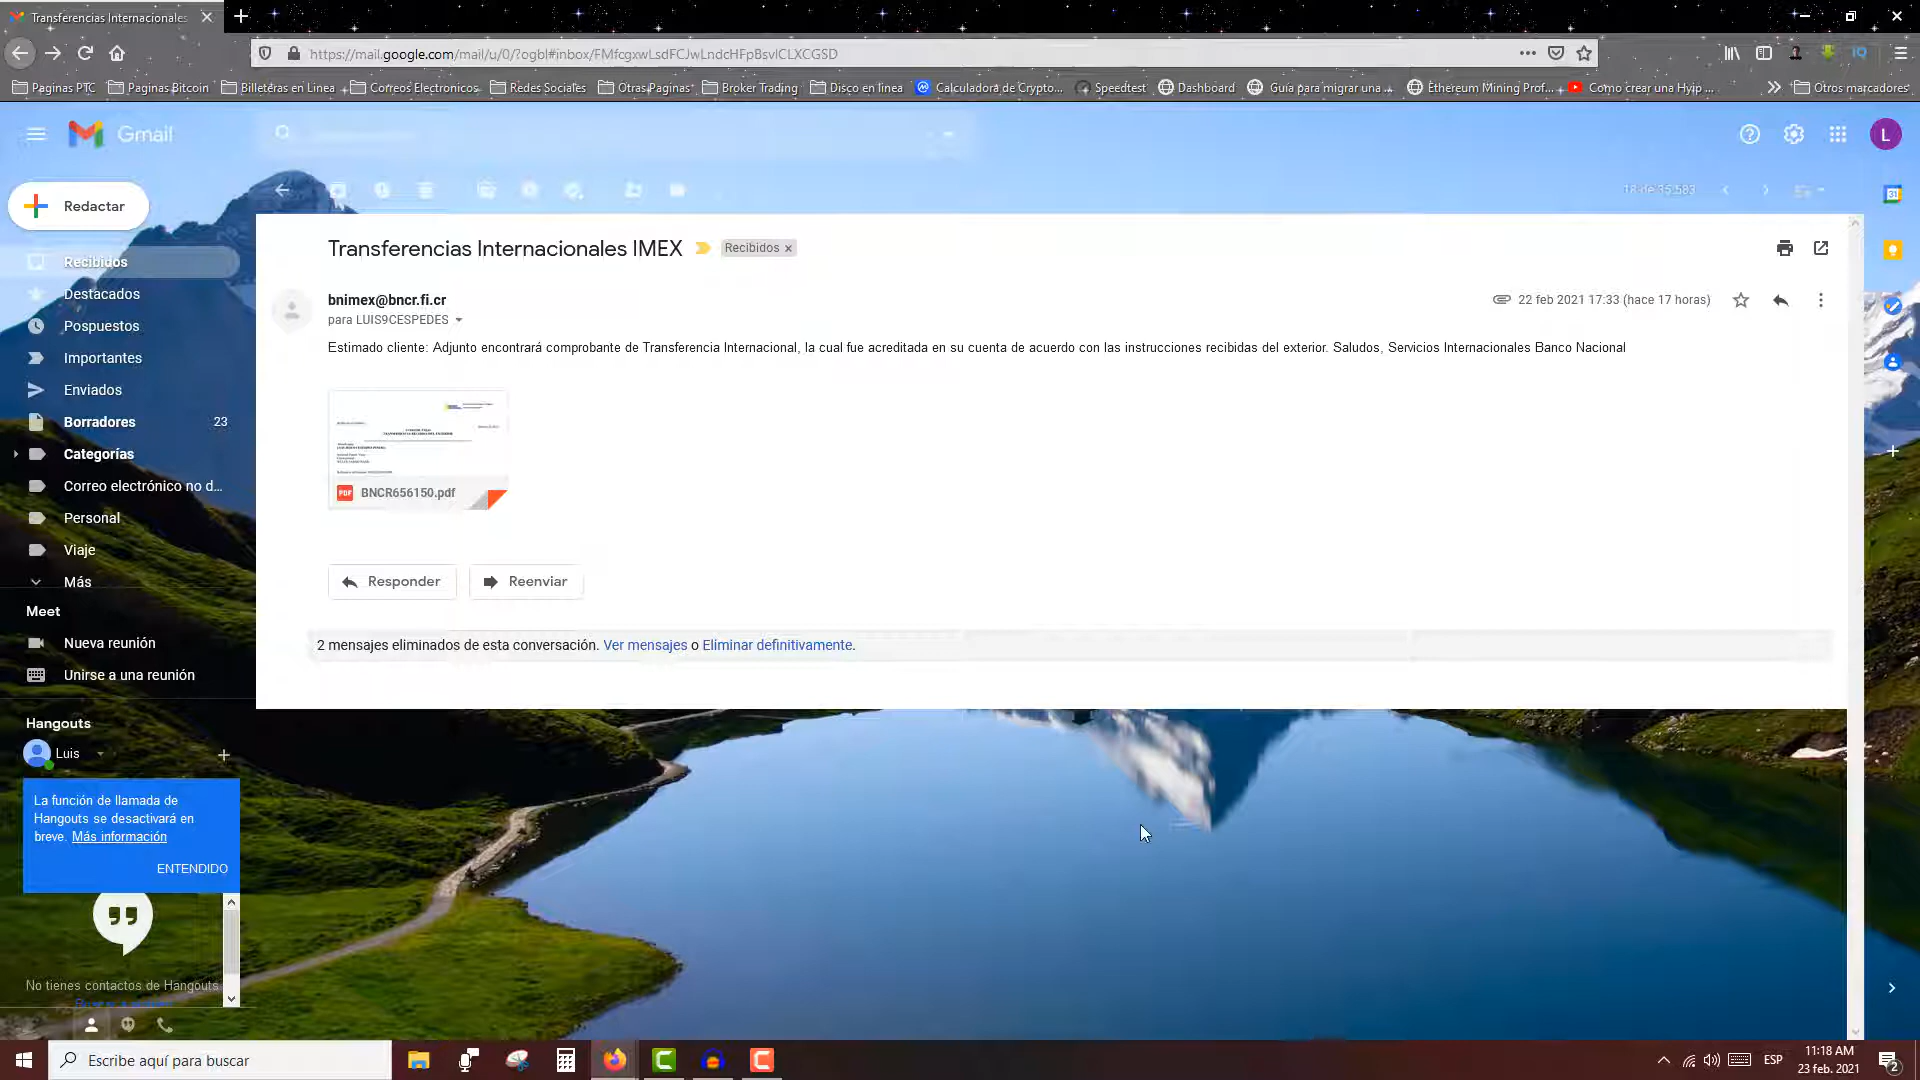 Transferencias Internacionales
https://mail.google.com/mail/u/0/?ogbl#inbox/FMfcgxwLsdFCJwLndcHFpBsvlCLXCGSD
Paginas PTC
Paginas Bitcoin
Billeteras en Linea
Correos Electronicos
Redes Sociales
Otras Paginas
Broker Trading
Disco en linea
Calculadora de Crypto...
Speedtest
Dashboard
Guía para migrar una ...
Ethereum Mining Prof...
Como crear una Hyip ...
Otros marcadores
Gmail
L
Redactar
18 de 35.583
31
Recibidos
Destacados
Pospuestos
Importantes
Enviados
Borradores 23
Categorías
Correo electrónico no d...
Personal
Viaje
Más
Meet
Nueva reunión
Unirse a una reunión
Hangouts
Luis
La función de llamada de
Hangouts se desactivará en
breve. Más información
ENTENDIDO
No tienes contactos de Hangouts.
Transferencias Internacionales IMEX
Recibidos ×
bnimex@bncr.fi.cr
22 feb 2021 17:33 (hace 17 horas)
para LUIS9CESPEDES
Estimado cliente: Adjunto encontrará comprobante de Transferencia Internacional, la cual fue acreditada en su cuenta de acuerdo con las instrucciones recibidas del exterior. Saludos, Servicios Internacionales Banco Nacional
PDF BNCR656150.pdf
Responder
Reenviar
2 mensajes eliminados de esta conversación. Ver mensajes o Eliminar definitivamente.
Escribe aquí para buscar
ESP
11:18 AM
23 feb. 2021
2